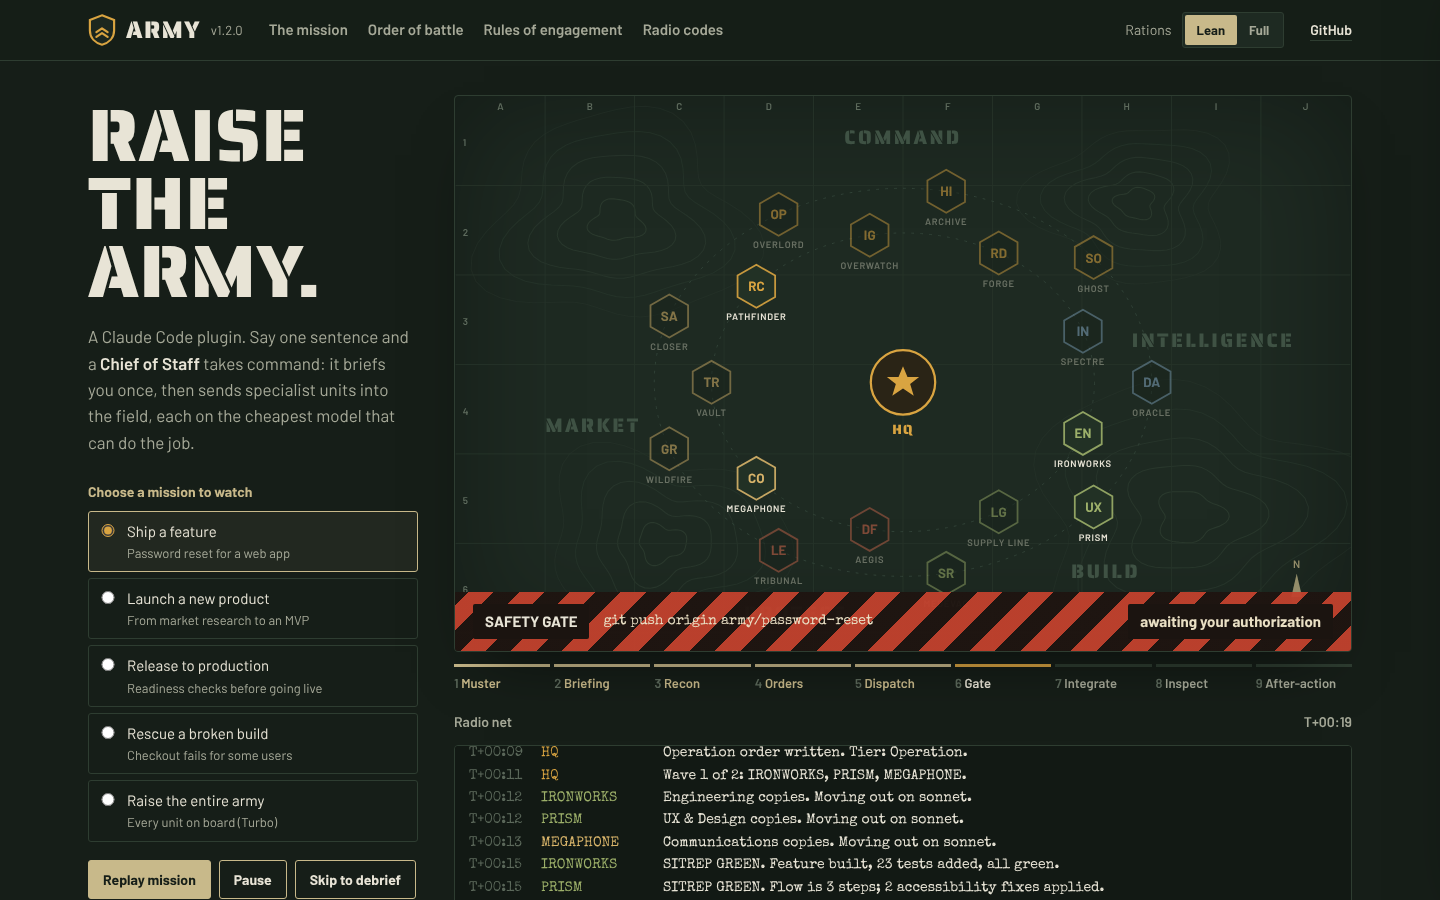 ARMY v1.2.0 The mission Order of battle Rules of engagement Radio codes Rations Lean Full GitHub
RAISE
THE
ARMY.
A Claude Code plugin. Say one sentence and
a Chief of Staff takes command: it briefs
you once, then sends specialist units into
the field, each on the cheapest model that
can do the job.
Choose a mission to watch
Ship a feature
Password reset for a web app
Launch a new product
From market research to an MVP
Release to production
Readiness checks before going live
Rescue a broken build
Checkout fails for some users
Raise the entire army
Every unit on board (Turbo)
Replay mission Pause Skip to debrief
A B C D E F G H I J
1
2
3
4
5
6
COMMAND
HI
ARCHIVE
OP
OVERLORD
IG
OVERWATCH
RD
FORGE
SO
GHOST
RC
PATHFINDER
SA
CLOSER
IN
SPECTRE
INTELLIGENCE
TR
VAULT
HQ
DA
ORACLE
MARKET
GR
WILDFIRE
EN
IRONWORKS
CO
MEGAPHONE
UX
PRISM
LG
SUPPLY LINE
DF
AEGIS
LE
TRIBUNAL
SR
BUILD
N
SAFETY GATE git push origin army/password-reset awaiting your authorization
1 Muster 2 Briefing 3 Recon 4 Orders 5 Dispatch 6 Gate 7 Integrate 8 Inspect 9 After-action
Radio net T+00:19
T+00:09 HQ Operation order written. Tier: Operation.
T+00:11 HQ Wave 1 of 2: IRONWORKS, PRISM, MEGAPHONE.
T+00:12 IRONWORKS Engineering copies. Moving out on sonnet.
T+00:12 PRISM UX & Design copies. Moving out on sonnet.
T+00:13 MEGAPHONE Communications copies. Moving out on sonnet.
T+00:15 IRONWORKS SITREP GREEN. Feature built, 23 tests added, all green.
T+00:15 PRISM SITREP GREEN. Flow is 3 steps; 2 accessibility fixes applied.